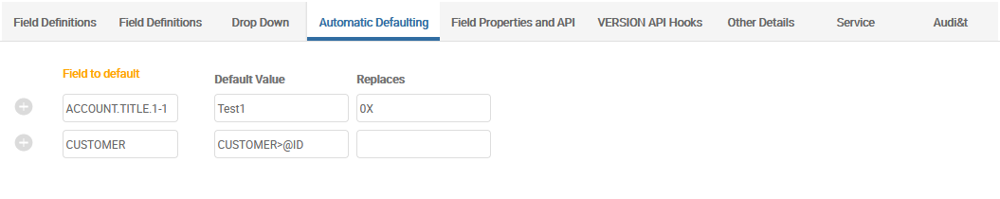 Field Definitions Field Definitions Drop Down Automatic Defaulting Field Properties and API VERSION API Hooks Other Details Service Audi&t
Field to default Default Value Replaces
ACCOUNT.TITLE.1-1 Test1 0X
CUSTOMER CUSTOMER>@ID